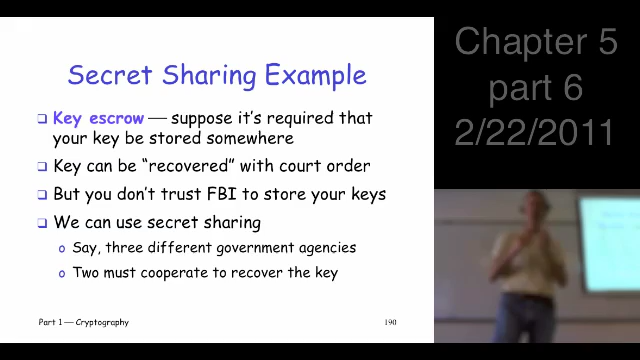 Secret Sharing Example
Key escrow — suppose it's required that
your key be stored somewhere
Key can be "recovered" with court order
But you don't trust FBI to store your keys
We can use secret sharing
Say, three different government agencies
Two must cooperate to recover the key
Part 1 — Cryptography
190
Chapter 5
part 6
2/22/2011